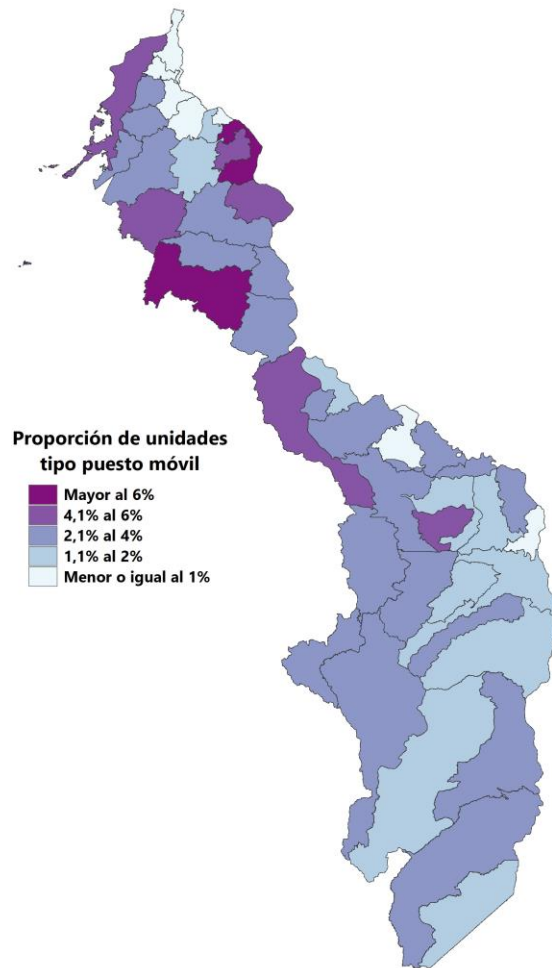 Proporción de unidades
tipo puesto móvil
Mayor al 6%
4,1% al 6%
2,1% al 4%
1,1% al 2%
Menor o igual al 1%